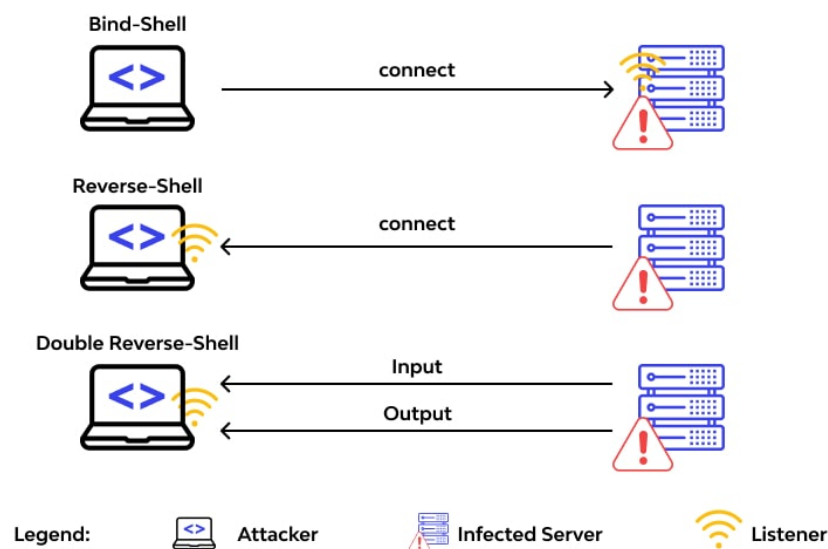 Bind-Shell
<>
connect
Reverse-Shell
<>
connect
Double Reverse-Shell
<>
Input
Output
Legend:
<>
Attacker
Infected Server
Listener